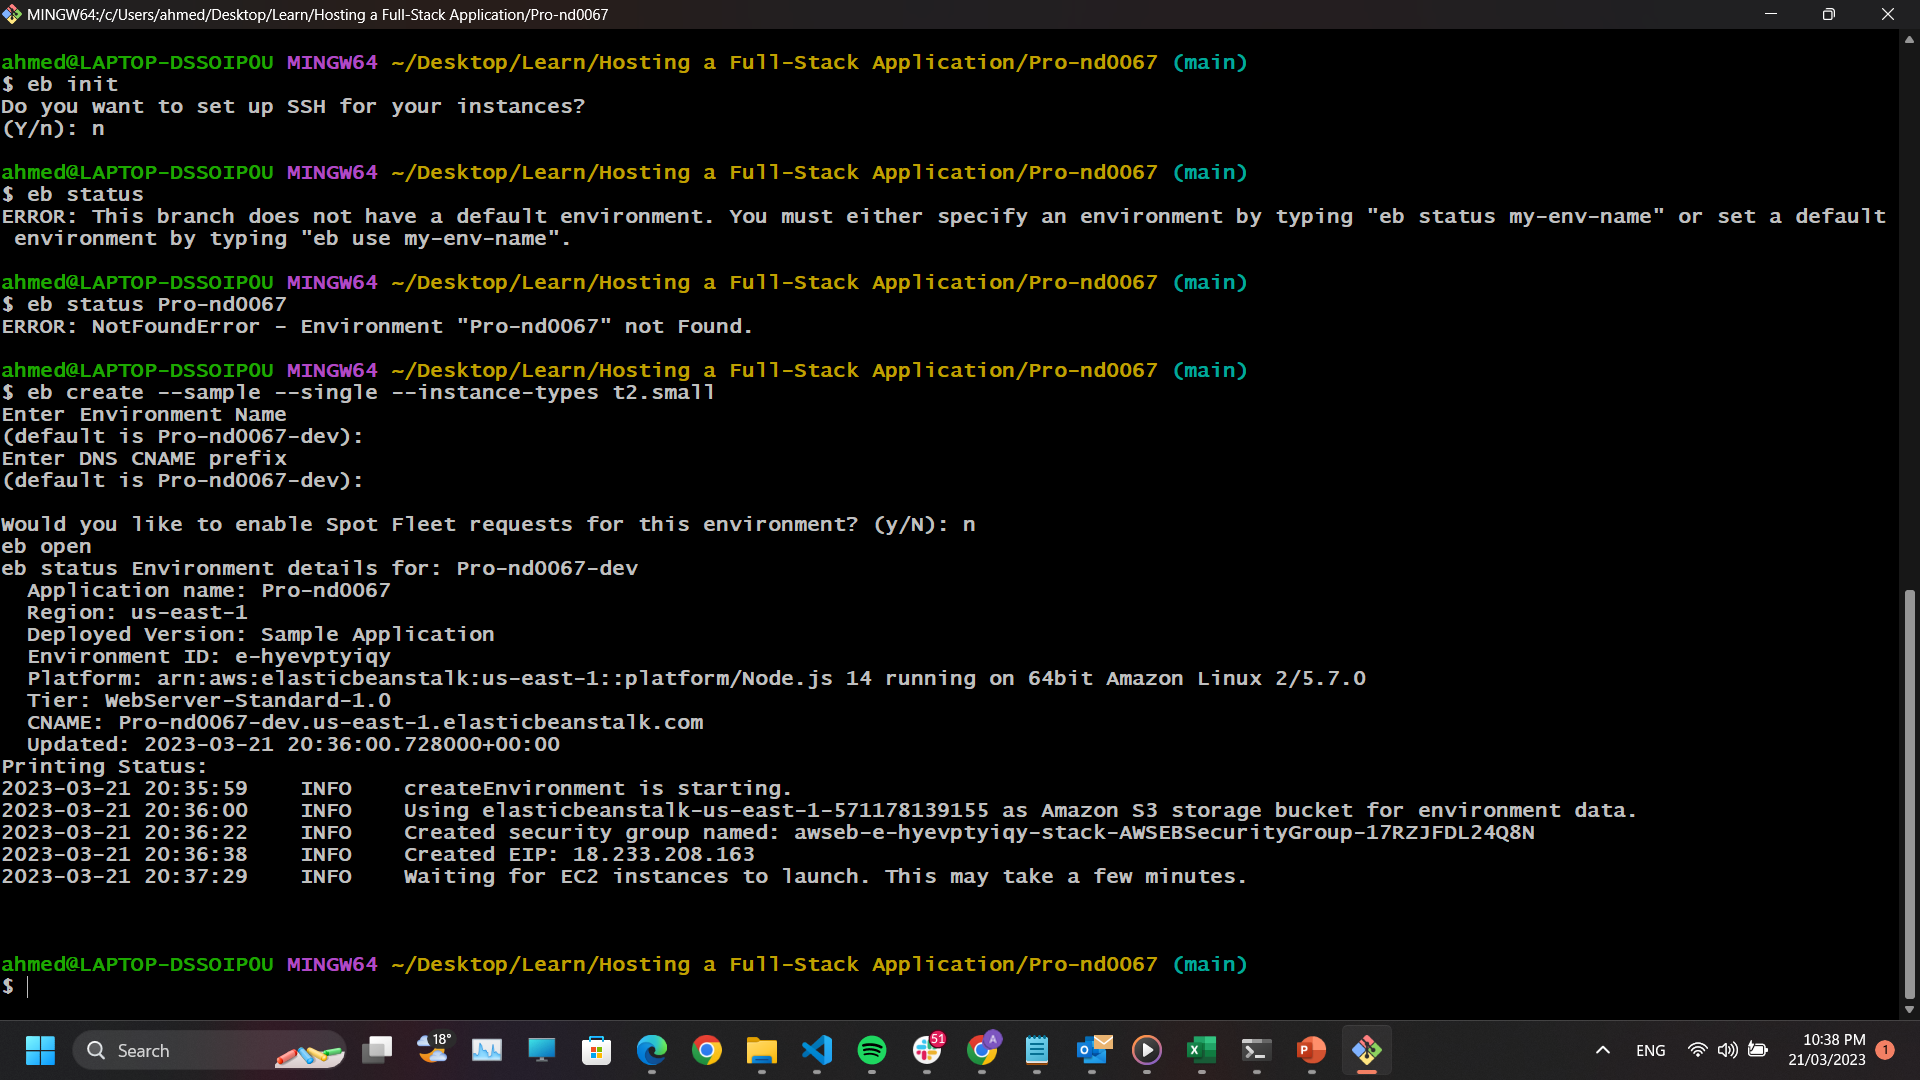 MINGW64:/c/Users/ahmed/Desktop/Learn/Hosting a Full-Stack Application/Pro-nd0067
ahmed@LAPTOP-DSSOIP0U MINGW64 ~/Desktop/Learn/Hosting a Full-Stack Application/Pro-nd0067 (main)
$ eb init
Do you want to set up SSH for your instances?
(Y/n): n
ahmed@LAPTOP-DSSOIP0U MINGW64 ~/Desktop/Learn/Hosting a Full-Stack Application/Pro-nd0067 (main)
$ eb status
ERROR: This branch does not have a default environment. You must either specify an environment by typing "eb status my-env-name" or set a default
environment by typing "eb use my-env-name".
ahmed@LAPTOP-DSSOIP0U MINGW64 ~/Desktop/Learn/Hosting a Full-Stack Application/Pro-nd0067 (main)
$ eb status Pro-nd0067
ERROR: NotFoundError - Environment "Pro-nd0067" not Found.
ahmed@LAPTOP-DSSOIP0U MINGW64 ~/Desktop/Learn/Hosting a Full-Stack Application/Pro-nd0067 (main)
$ eb create --sample --single --instance-types t2.small
Enter Environment Name
(default is Pro-nd0067-dev):
Enter DNS CNAME prefix
(default is Pro-nd0067-dev):
Would you like to enable Spot Fleet requests for this environment? (y/N): n
eb open
eb status Environment details for: Pro-nd0067-dev
Application name: Pro-nd0067
Region: us-east-1
Deployed Version: Sample Application
Environment ID: e-hyevptyiqy
Platform: arn:aws:elasticbeanstalk:us-east-1::platform/Node.js 14 running on 64bit Amazon Linux 2/5.7.0
Tier: WebServer-Standard-1.0
CNAME: Pro-nd0067-dev.us-east-1.elasticbeanstalk.com
Updated: 2023-03-21 20:36:00.728000+00:00
Printing Status:
2023-03-21 20:35:59 INFO createEnvironment is starting.
2023-03-21 20:36:00 INFO Using elasticbeanstalk-us-east-1-571178139155 as Amazon S3 storage bucket for environment data.
2023-03-21 20:36:22 INFO Created security group named: awseb-e-hyevptyiqy-stack-AWSEBSecurityGroup-17RZJFDL24Q8N
2023-03-21 20:36:38 INFO Created EIP: 18.233.208.163
2023-03-21 20:37:29 INFO Waiting for EC2 instances to launch. This may take a few minutes.
ahmed@LAPTOP-DSSOIP0U MINGW64 ~/Desktop/Learn/Hosting a Full-Stack Application/Pro-nd0067 (main)
$
Search
18°
51
A
ENG
10:38 PM
21/03/2023
1